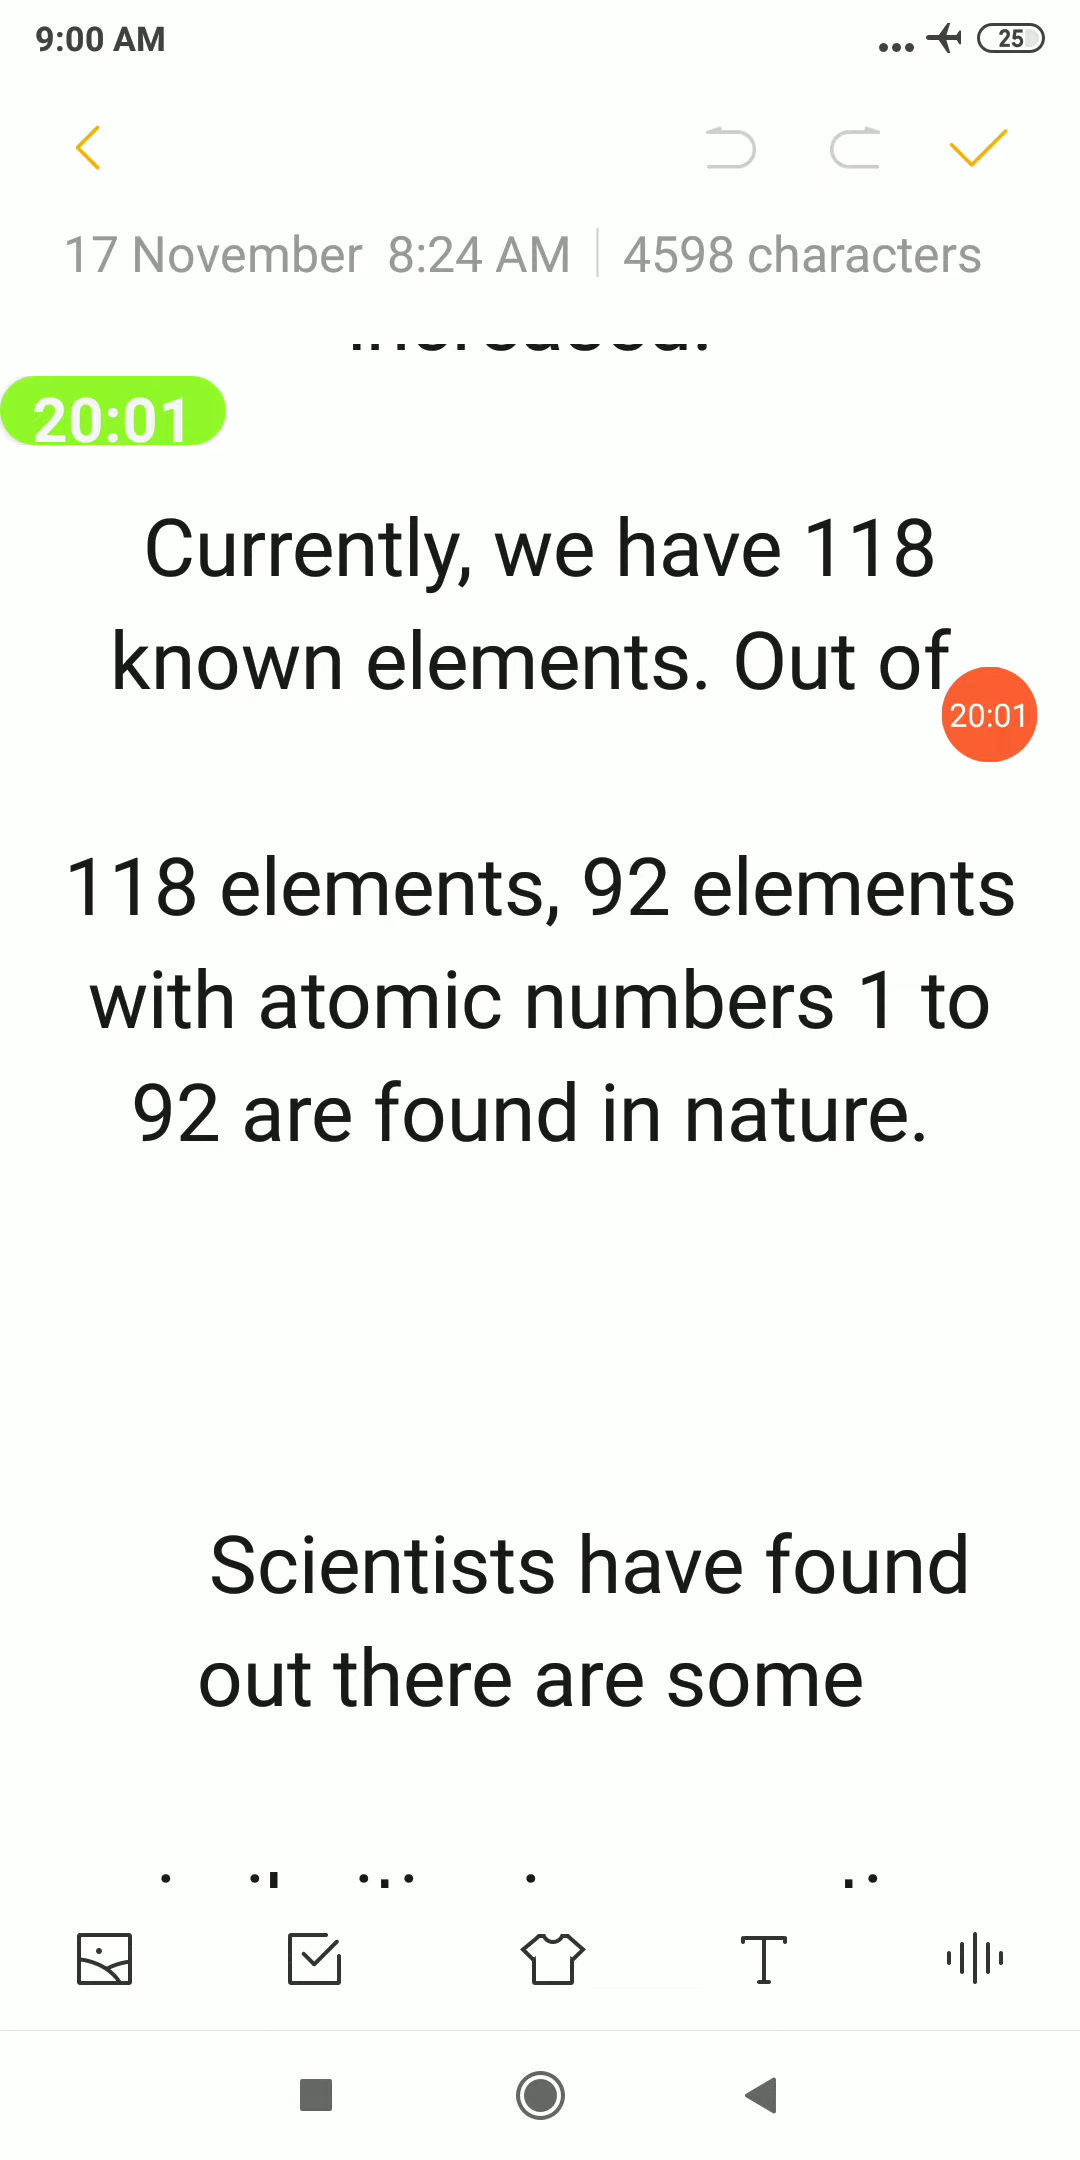 9:00 AM
25
17 November 8:24 AM
4598 characters
20:01
Currently, we have 118
known elements. Out of
20:01
118 elements, 92 elements
with atomic numbers 1 to
92 are found in nature.
Scientists have found
out there are some